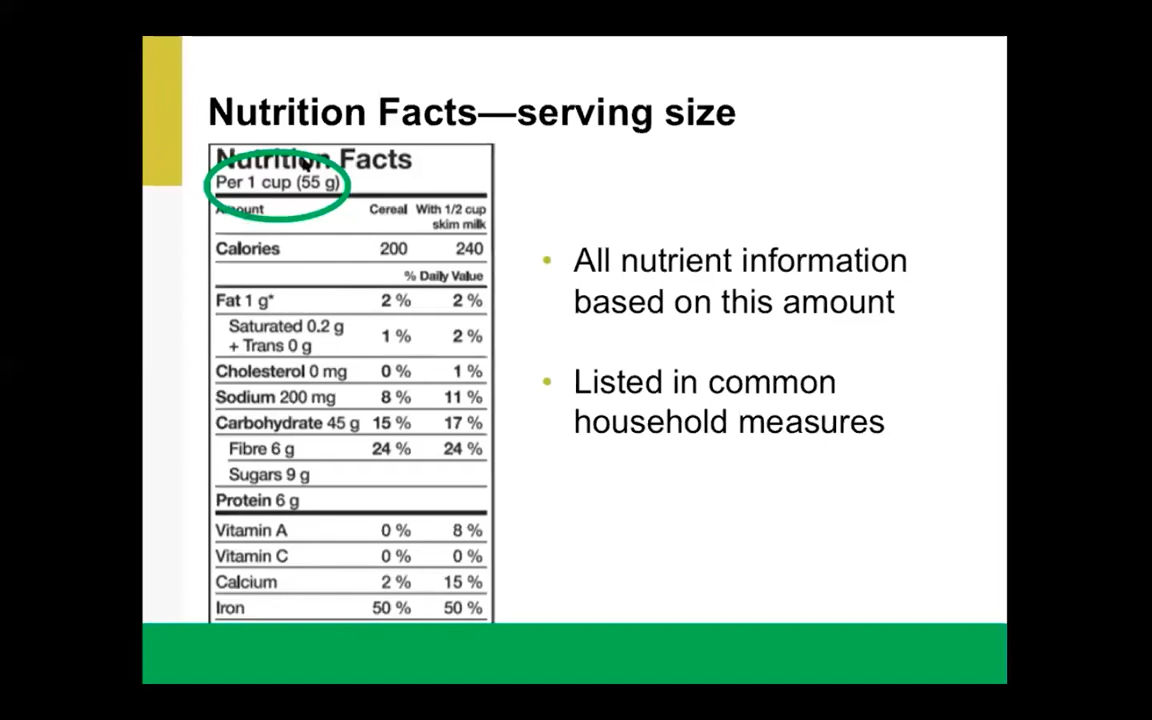 Nutrition Facts—serving size
Nutrition Facts
Per 1 cup (55 g)
Amount Cereal With 1/2 cup
skim milk
Calories 200 240
% Daily Value
Fat 1 g* 2 % 2 %
Saturated 0.2 g
+ Trans 0 g 1 % 2 %
Cholesterol 0 mg 0 % 1 %
Sodium 200 mg 8 % 11 %
Carbohydrate 45 g 15 % 17 %
Fibre 6 g 24 % 24 %
Sugars 9 g
Protein 6 g
Vitamin A 0 % 8 %
Vitamin C 0 % 0 %
Calcium 2 % 15 %
Iron 50 % 50 %
• All nutrient information
based on this amount
• Listed in common
household measures